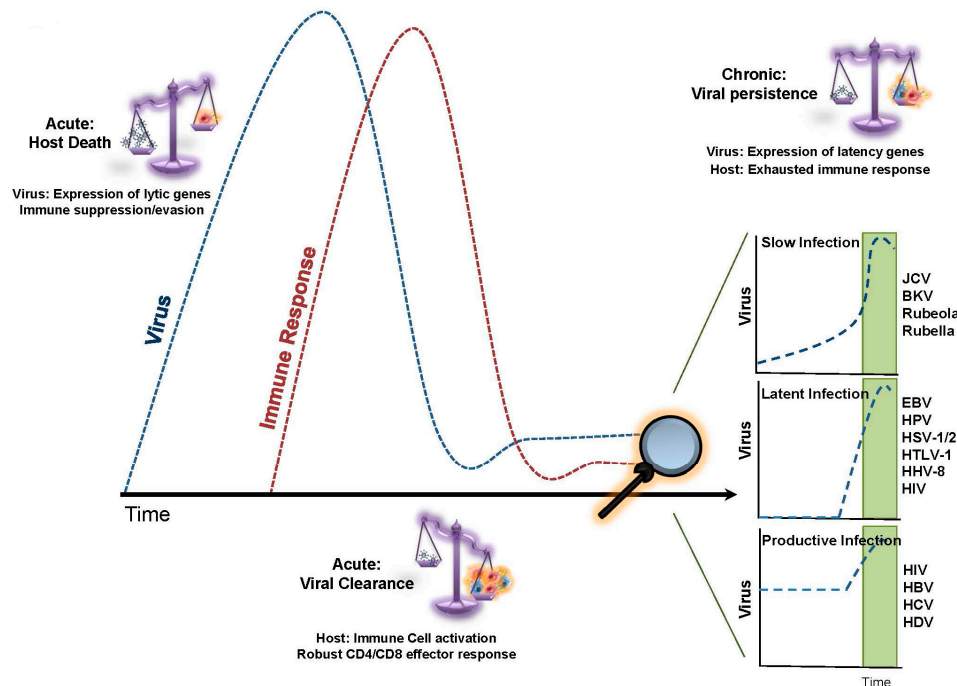 Acute:
Host Death
Virus: Expression of lytic genes
Immune suppression/evasion
Virus
Immune Response
Time
Acute:
Viral Clearance
Host: Immune Cell activation
Robust CD4/CD8 effector response
Chronic:
Viral persistence
Virus: Expression of latency genes
Host: Exhausted immune response
Slow Infection
Virus
JCV
BKV
Rubeola
Rubella
Latent Infection
Virus
EBV
HPV
HSV-1/2
HTLV-1
HHV-8
HIV
Productive Infection
Virus
HIV
HBV
HCV
HDV
Time